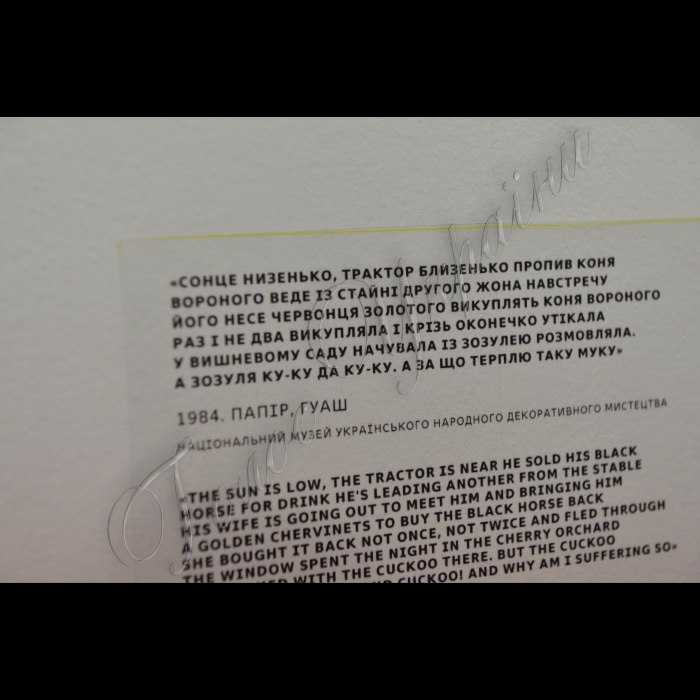 «СОНЦЕ НИЗЕНЬКО, ТРАКТОР БЛИЗЕНЬКО ПРОПИВ КОНЯ
ВОРОНОГО ВЕДЕ ІЗ СТАЙНІ ДРУГОГО ЖОНА НАВСТРЕЧУ
ЙОГО НЕСЕ ЧЕРВОНЦЯ ЗОЛОТОГО ВИКУПЛЯТЬ КОНЯ ВОРОНОГО
РАЗ І НЕ ДВА ВИКУПЛЯЛА І КРІЗЬ ОКОНЕЧКО УТІКАЛА
У ВИШНЕВОМУ САДУ НАЧУВАЛА ІЗ ЗОЗУЛЕЮ РОЗМОВЛЯЛА.
А ЗОЗУЛЯ КУ-КУ ДА КУ-КУ. А ЗА ЩО ТЕРПЛЮ ТАКУ МУКУ»
1984. ПАПІР, ГУАШ
НАЦІОНАЛЬНИЙ МУЗЕЙ УКРАЇНСЬКОГО НАРОДНОГО ДЕКОРАТИВНОГО МИСТЕЦТВА
«THE SUN IS LOW, THE TRACTOR IS NEAR HE SOLD HIS BLACK
HORSE FOR DRINK HE'S LEADING ANOTHER FROM THE STABLE
HIS WIFE IS GOING OUT TO MEET HIM AND BRINGING HIM
A GOLDEN CHERVINETS TO BUY THE BLACK HORSE BACK
SHE BOUGHT IT BACK NOT ONCE, NOT TWICE AND FLED THROUGH
THE WINDOW SPENT THE NIGHT IN THE CHERRY ORCHARD
WITH THE CUCKOO THERE. BUT THE CUCKOO
CUCKOO! AND WHY AM I SUFFERING SO»
Голос України